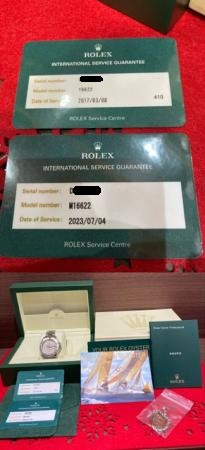 ROLEX
INTERNATIONAL SERVICE GUARANTEE
Serial number:
Model number: 16622
Date of Service: 2017/03/08 410
ROLEX Service Centre
ROLEX
INTERNATIONAL SERVICE GUARANTEE
Serial number: D
Model number: M16622
Date of Service: 2023/07/04
ROLEX Service Centre
YOUR ROLEX OYSTER
ROLEX